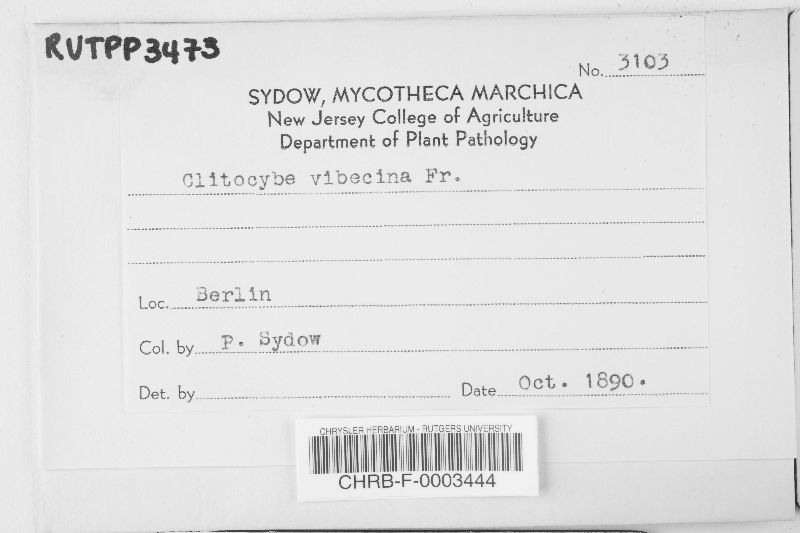 RUTPP3473
No. 3103
SYDOW, MYCOTHECA MARCHICA
New Jersey College of Agriculture
Department of Plant Pathology
Clitocybe vibecina Fr.
Loc. Berlin
Col. by P. Sydow
Det. by Date Oct. 1890.
CHRYSLER HERBARIUM - RUTGERS UNIVERSITY
CHRB-F-0003444